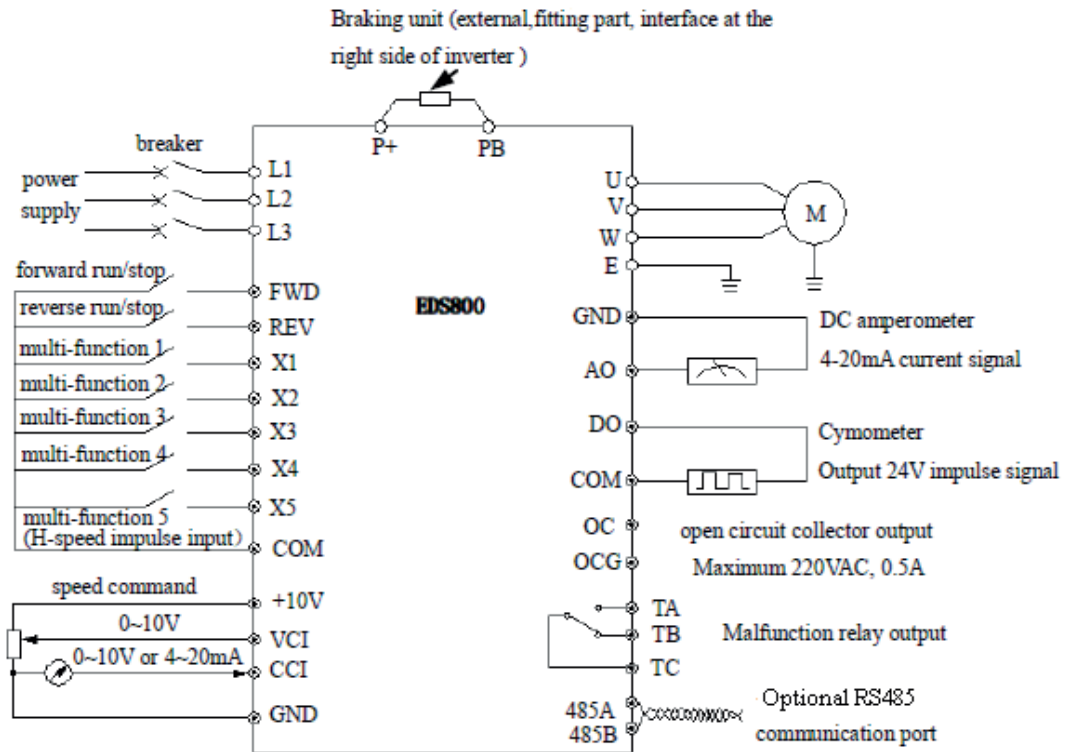 Braking unit (external,fitting part, interface at the
right side of inverter )
P+
PB
breaker
power
supply
L1
L2
L3
forward run/stop
FWD
reverse run/stop
REV
multi-function 1
X1
multi-function 2
X2
multi-function 3
X3
multi-function 4
X4
X5
multi-function 5
(H-speed impulse input)
COM
speed command
+10V
0~10V
VCI
0~10V or 4~20mA
CCI
GND
EDS800
U
V
W
E
M
GND
DC amperometer
AO
4-20mA current signal
DO
Cymometer
COM
Output 24V impulse signal
OC
open circuit collector output
OCG
Maximum 220VAC, 0.5A
TA
TB
Malfunction relay output
TC
485A
Optional RS485
485B
communication port